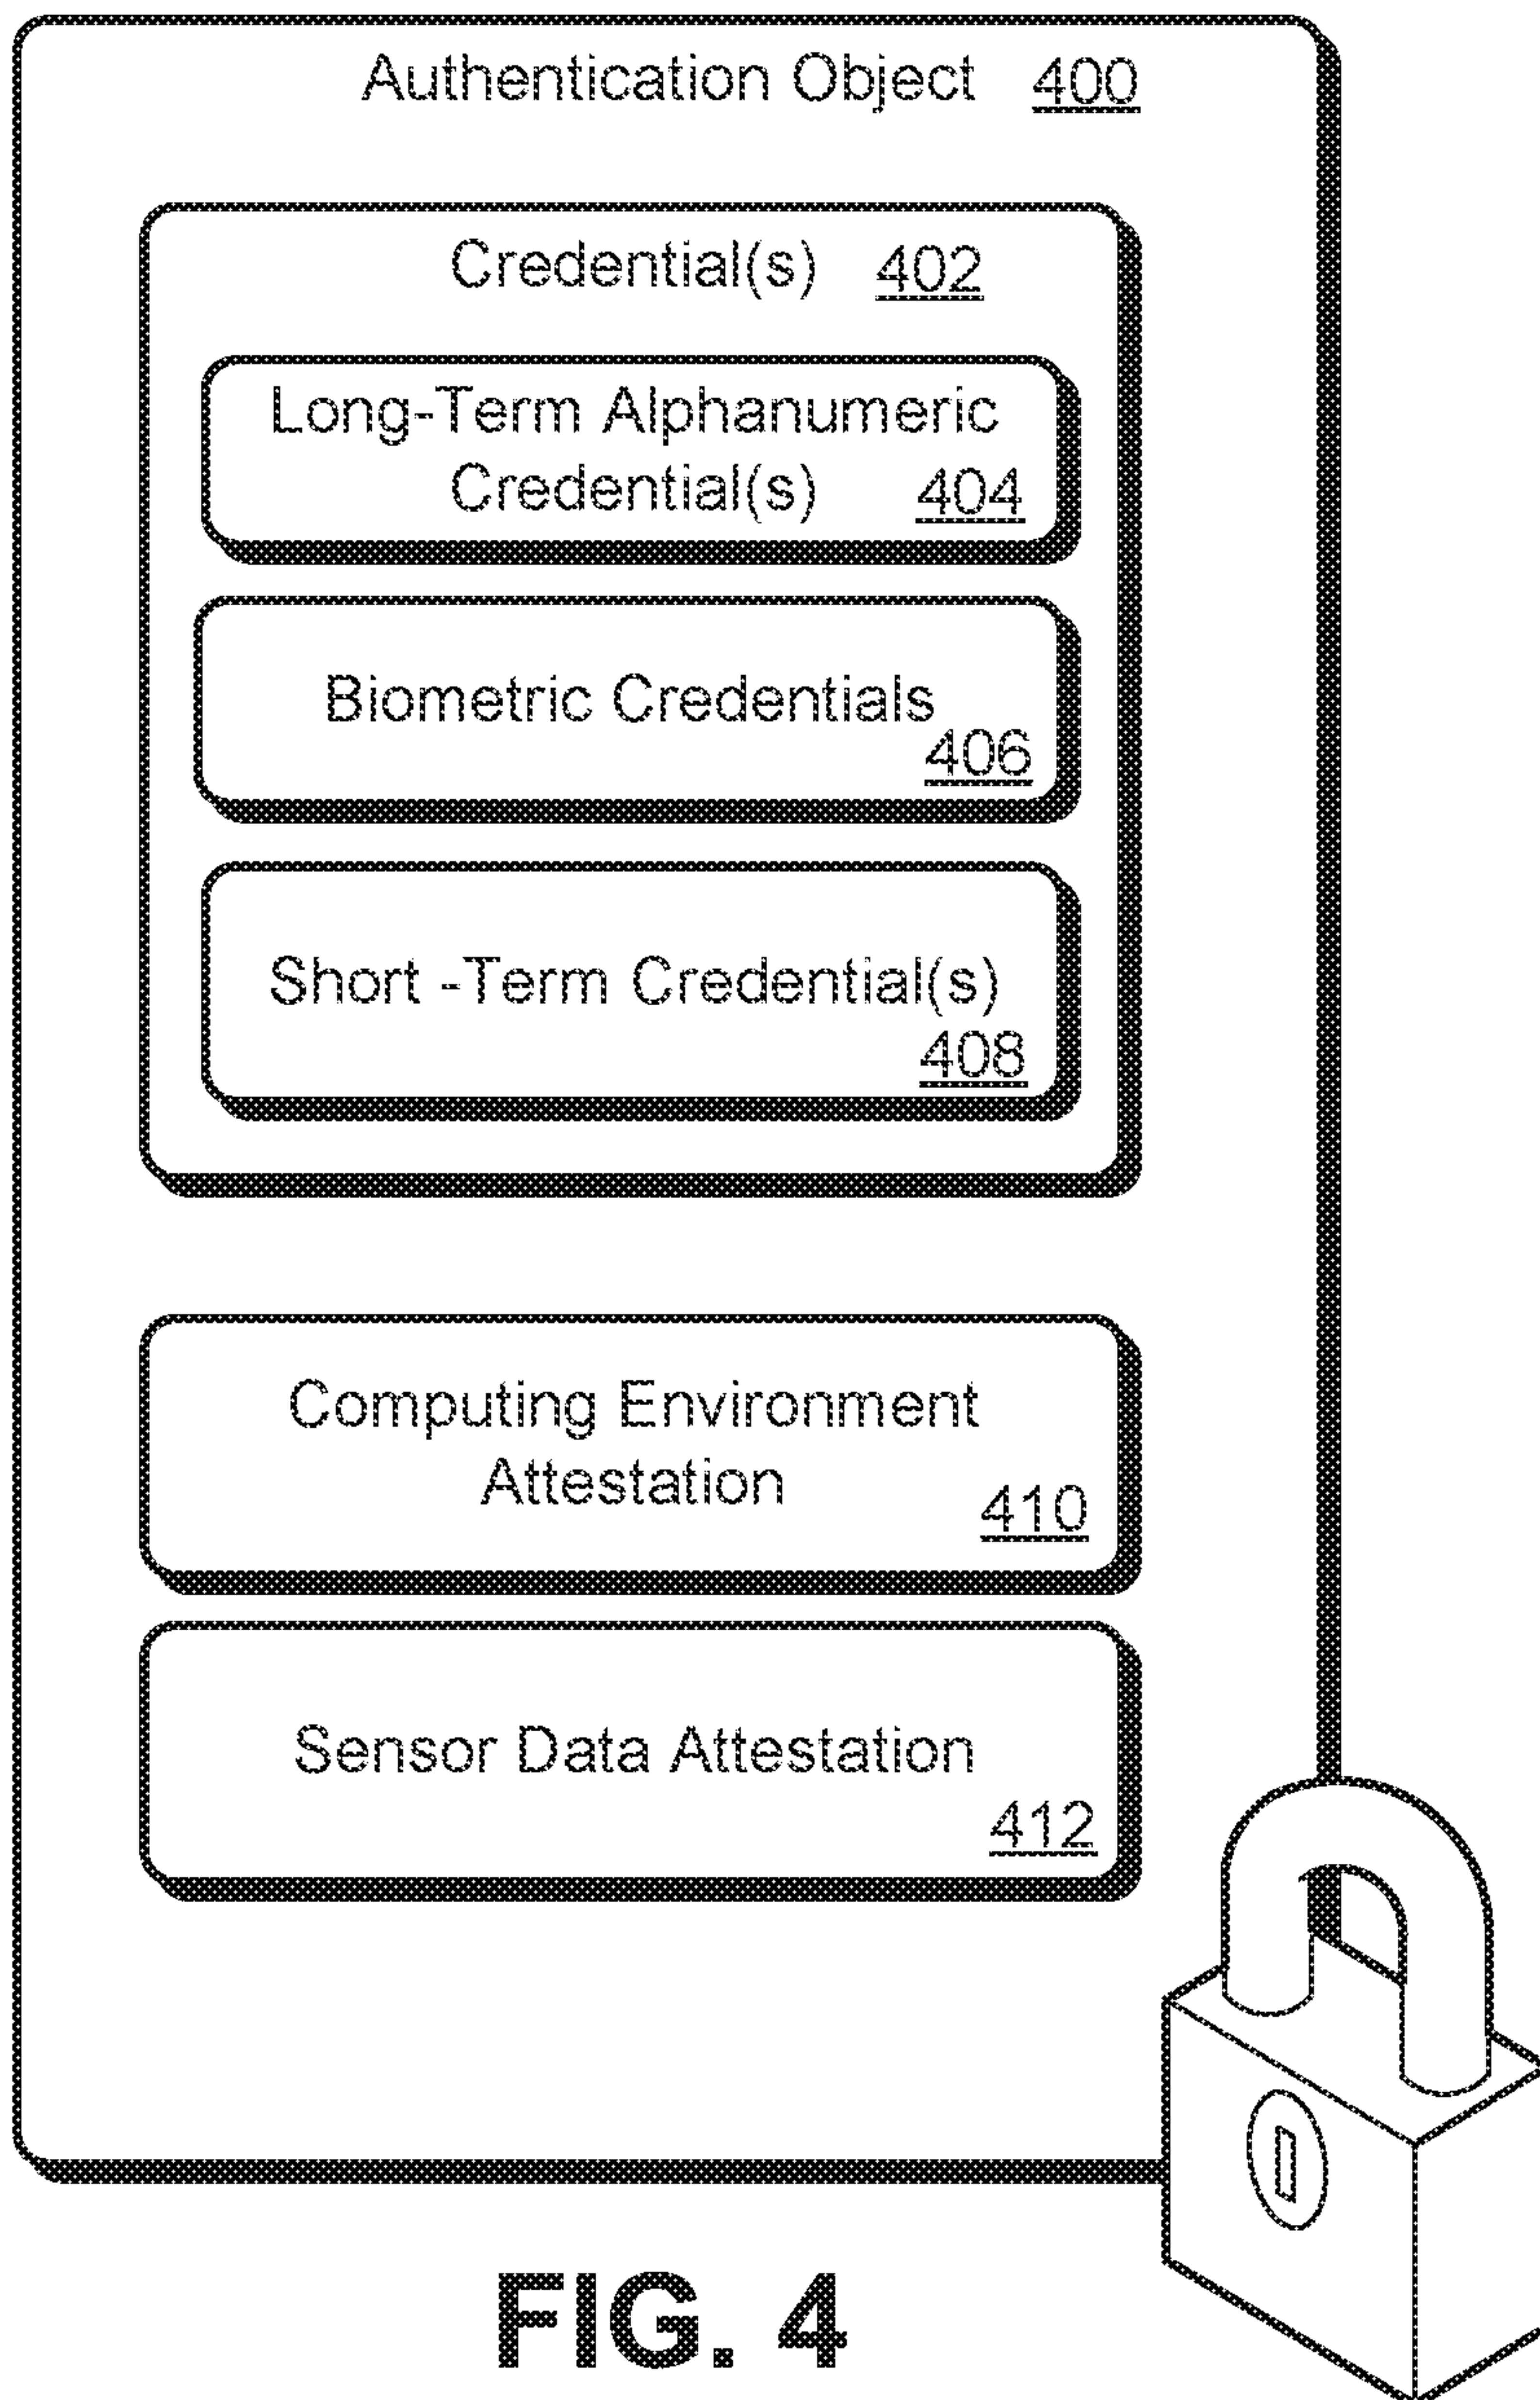 Authentication Object 400
Credential(s) 402
Long-Term Alphanumeric
Credential(s) 404
Biometric Credentials
406
Short -Term Credential(s)
408
Computing Environment
Attestation
410
Sensor Data Attestation
412
FIG. 4